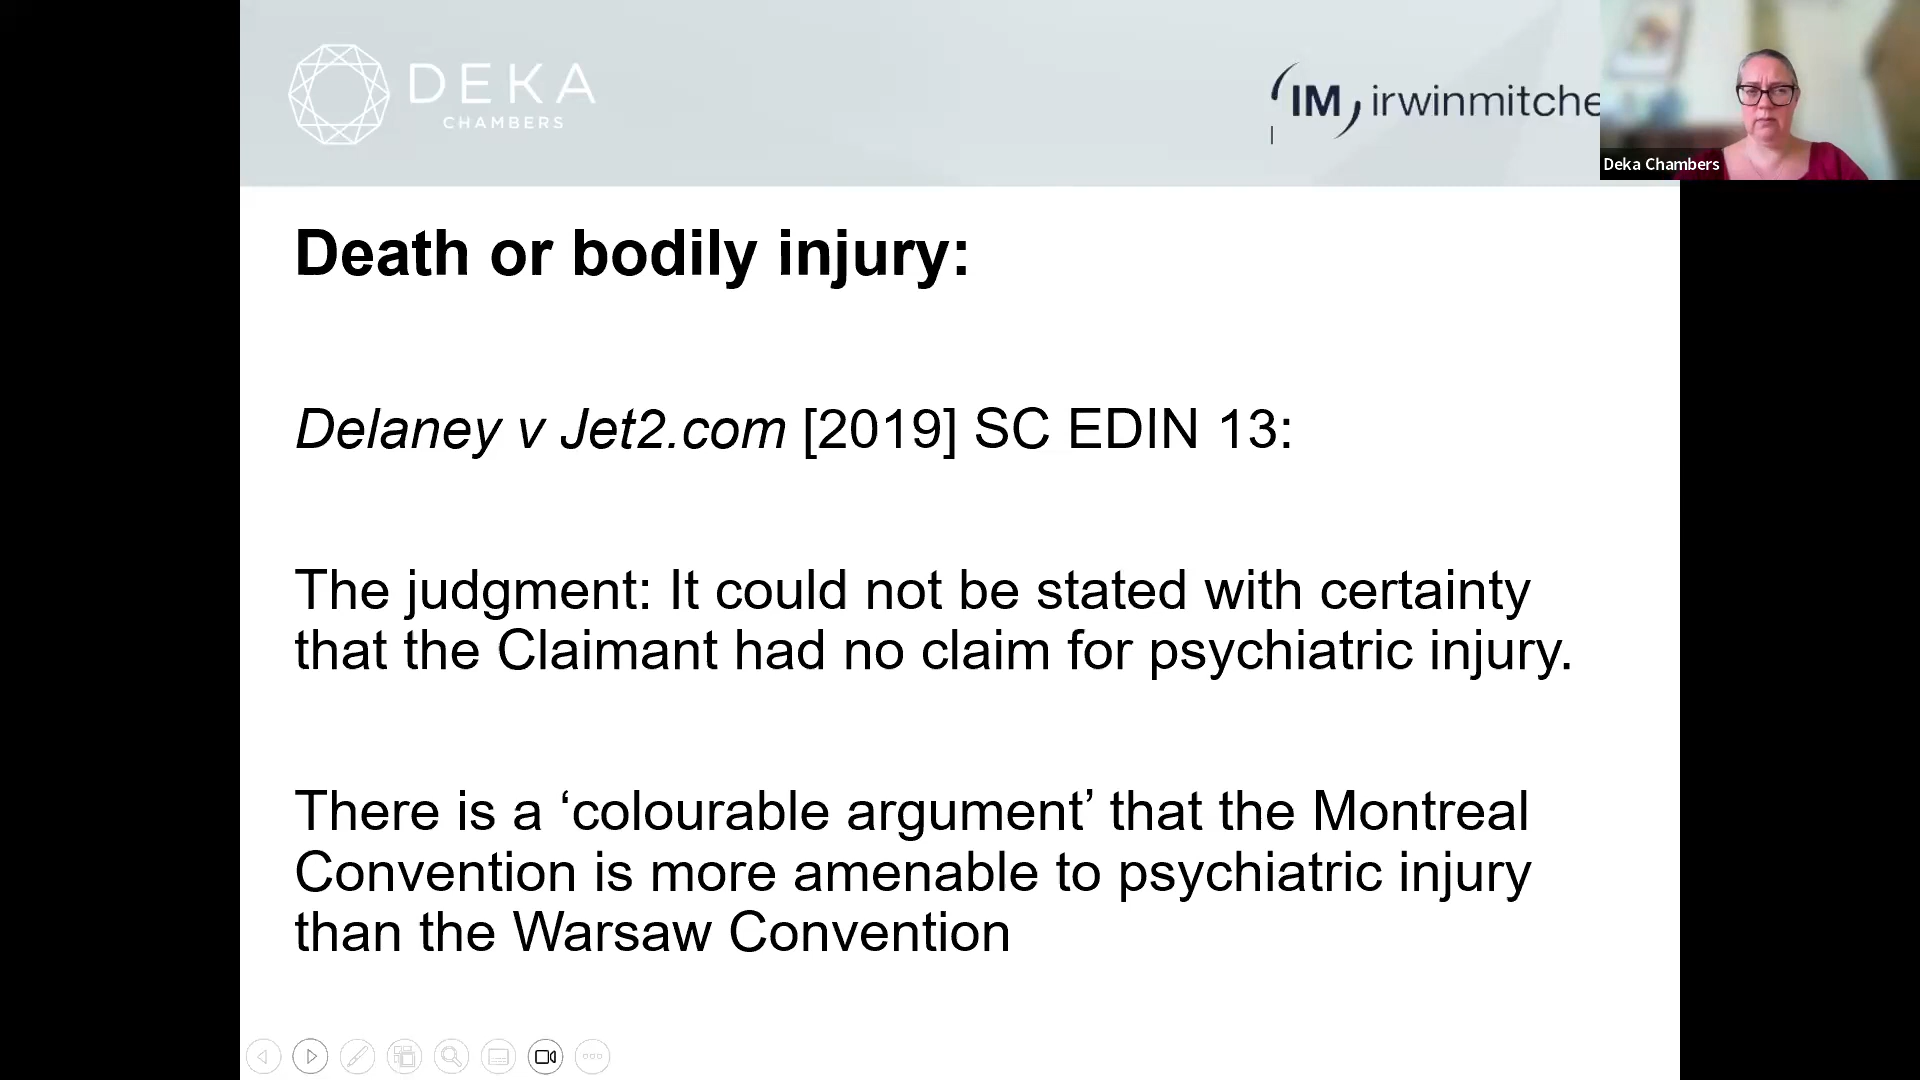 DEKA
CHAMBERS
IM irwinmitche
Deka Chambers
Death or bodily injury:
Delaney v Jet2.com [2019] SC EDIN 13:
The judgment: It could not be stated with certainty
that the Claimant had no claim for psychiatric injury.
There is a ‘colourable argument’ that the Montreal
Convention is more amenable to psychiatric injury
than the Warsaw Convention